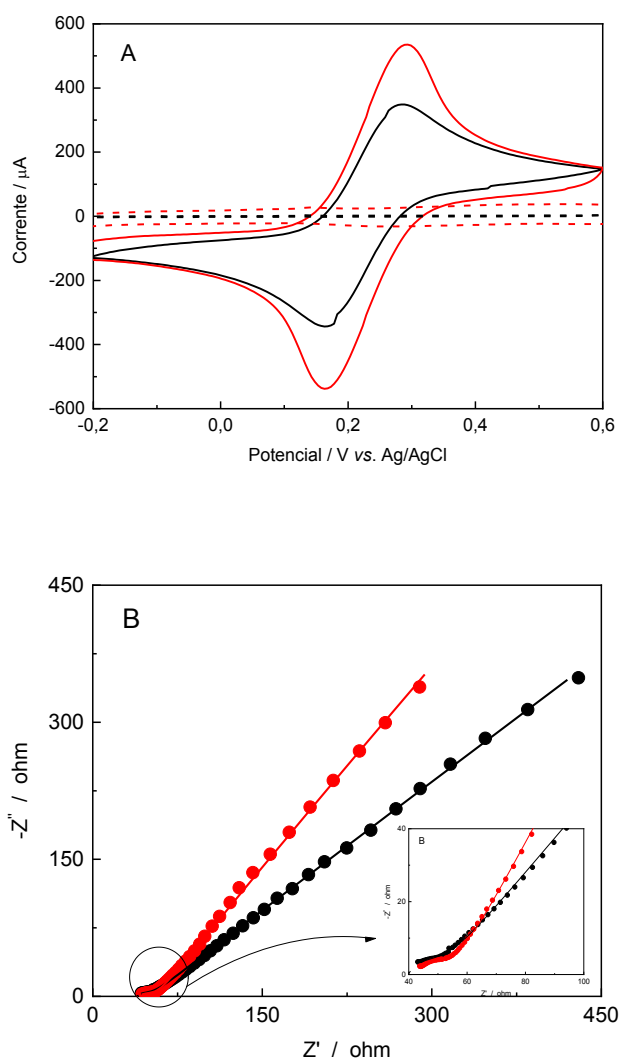 A
600
400
200
0
-200
-400
-600
Corrente / μA
-0,2 0,0 0,2 0,4 0,6
Potencial / V vs. Ag/AgCl
B
450
300
150
0
-Z'' / ohm
B
40
20
0
-Z'' / ohm
40 60 80 100
Z' / ohm
0 150 300 450
Z' / ohm